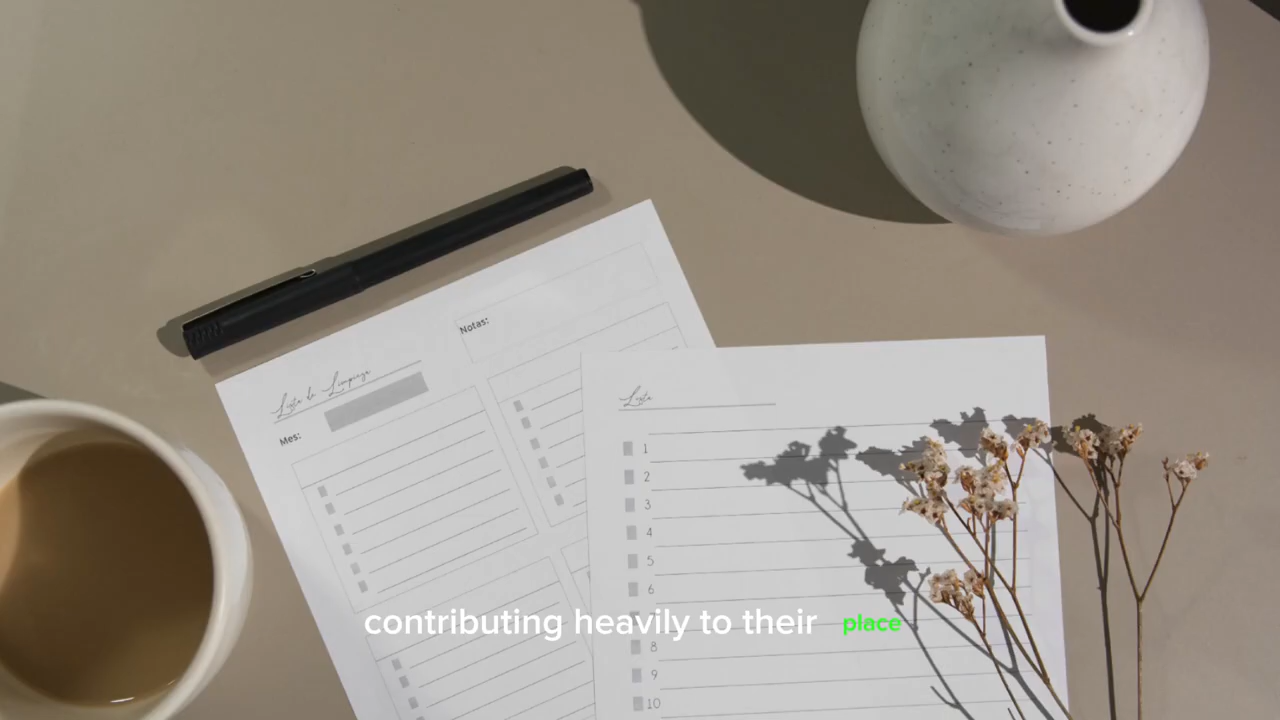 Notas:
Lista de Limpieza
Mes:
Lista
1
2
3
4
5
6
8
9
10
contributing heavily to their place